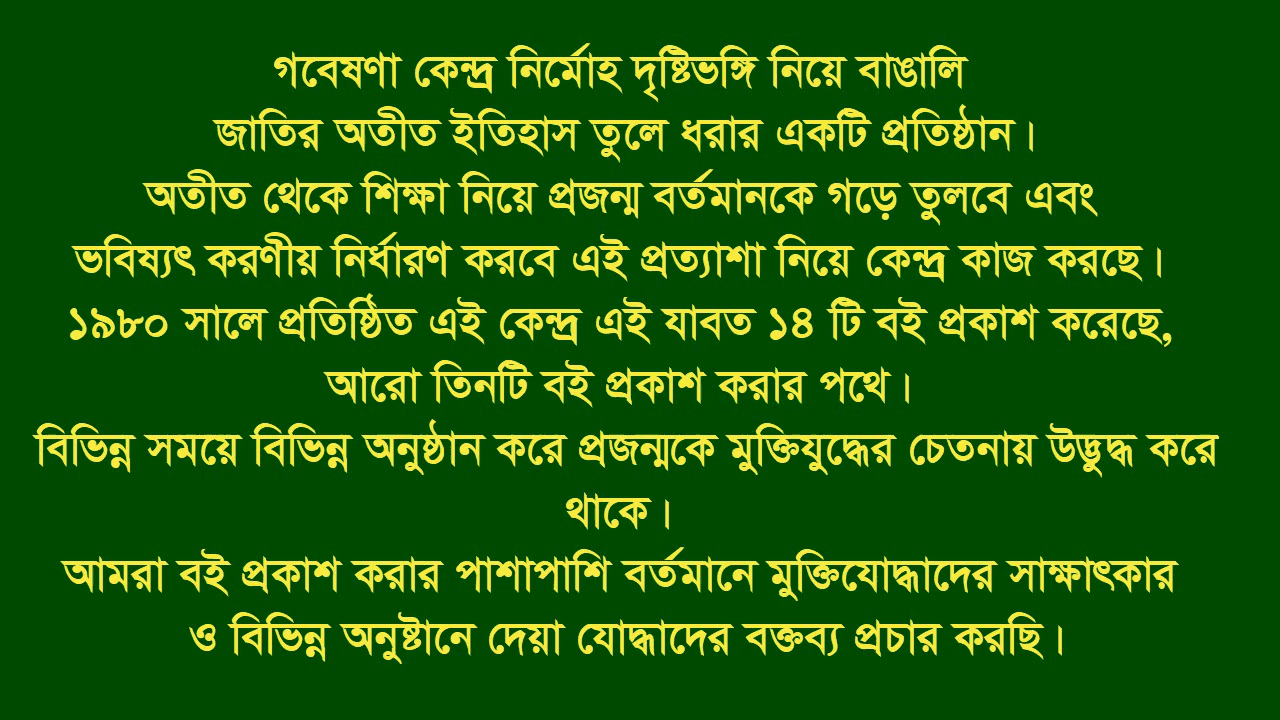 গবেষণা কেন্দ্র নির্মোহ দৃষ্টিভঙ্গি নিয়ে বাঙালি
জাতির অতীত ইতিহাস তুলে ধরার একটি প্রতিষ্ঠান।
অতীত থেকে শিক্ষা নিয়ে প্রজন্ম বর্তমানকে গড়ে তুলবে এবং
ভবিষ্যৎ করণীয় নির্ধারণ করবে এই প্রত্যাশা নিয়ে কেন্দ্র কাজ করছে।
১৯৮০ সালে প্রতিষ্ঠিত এই কেন্দ্র এই যাবত ১৪ টি বই প্রকাশ করেছে,
আরো তিনটি বই প্রকাশ করার পথে।
বিভিন্ন সময়ে বিভিন্ন অনুষ্ঠান করে প্রজন্মকে মুক্তিযুদ্ধের চেতনায় উদ্ভুদ্ধ করে
থাকে।
আমরা বই প্রকাশ করার পাশাপাশি বর্তমানে মুক্তিযোদ্ধাদের সাক্ষাৎকার
ও বিভিন্ন অনুষ্টানে দেয়া যোদ্ধাদের বক্তব্য প্রচার করছি।